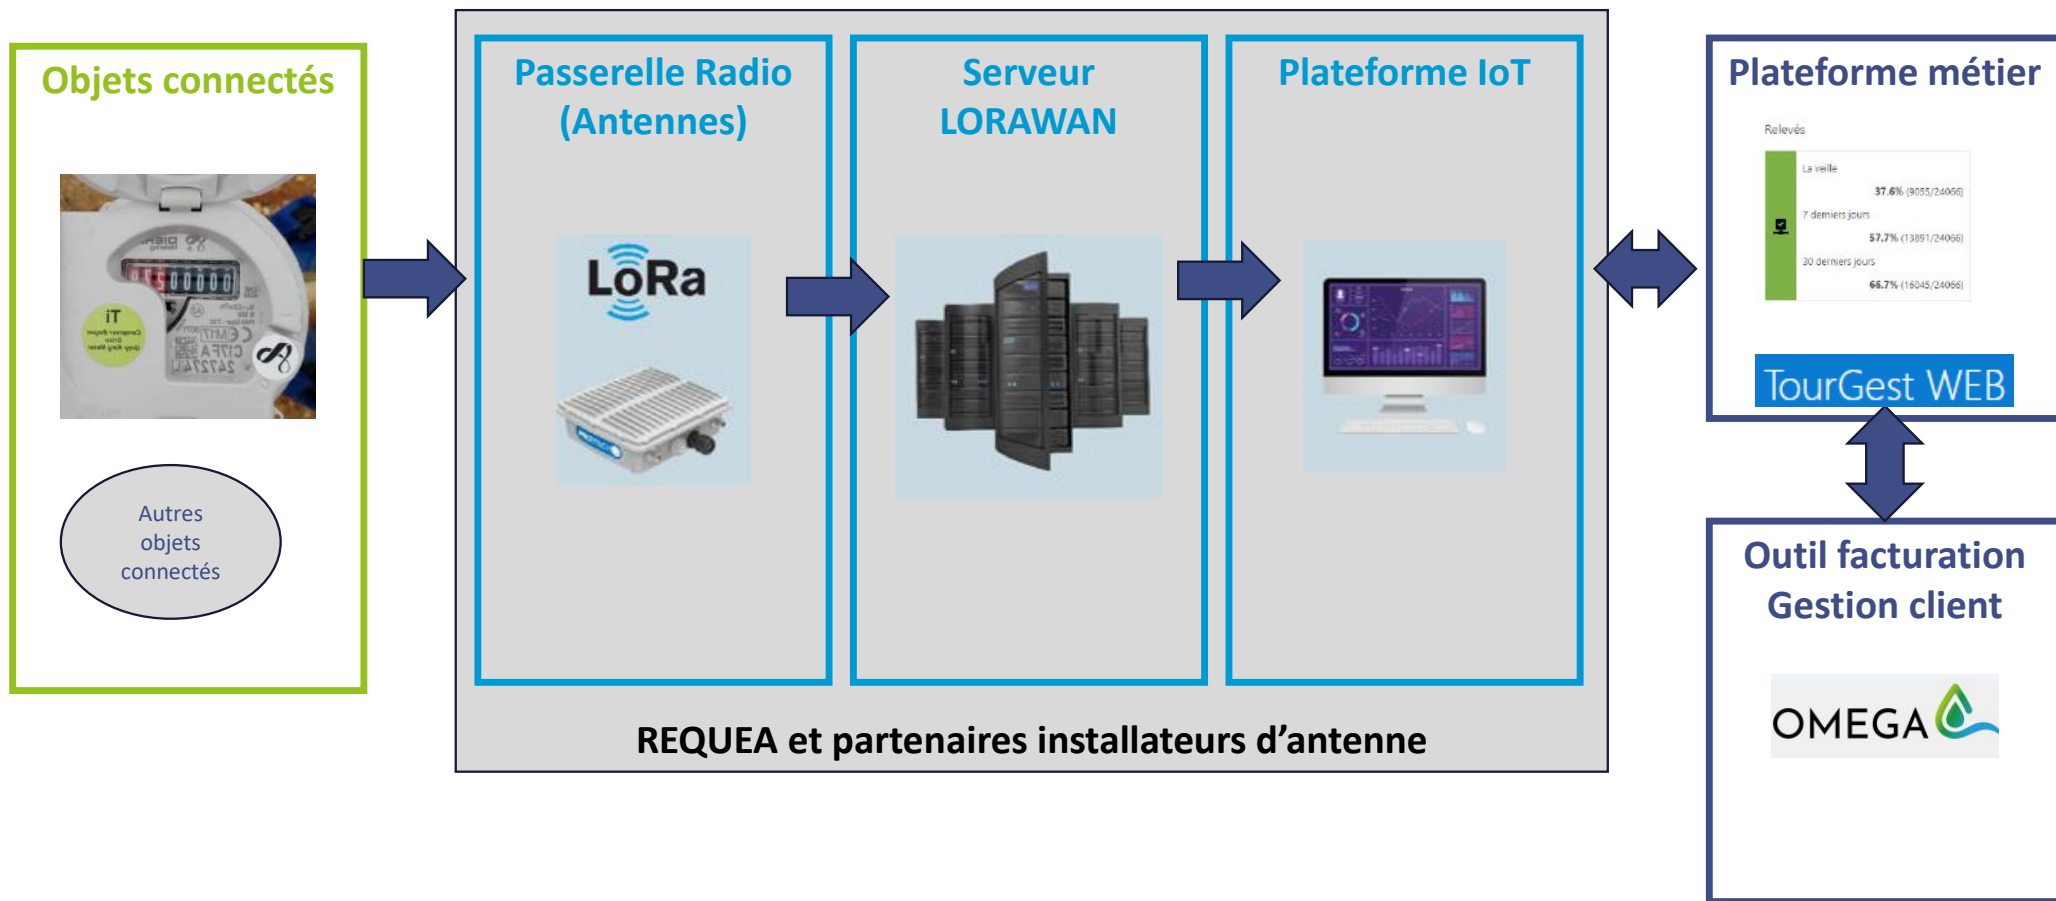 Objets connectés
Autres
objets
connectés
Passerelle Radio
(Antennes)
LoRa
Serveur
LORAWAN
Plateforme IoT
REQUEA et partenaires installateurs d'antenne
Plateforme métier
Relevés
La veille
37.6% (9055/24066)
7 derniers jours
57.7% (13891/24066)
30 derniers jours
66.7% (16045/24066)
TourGest WEB
Outil facturation
Gestion client
OMEGA